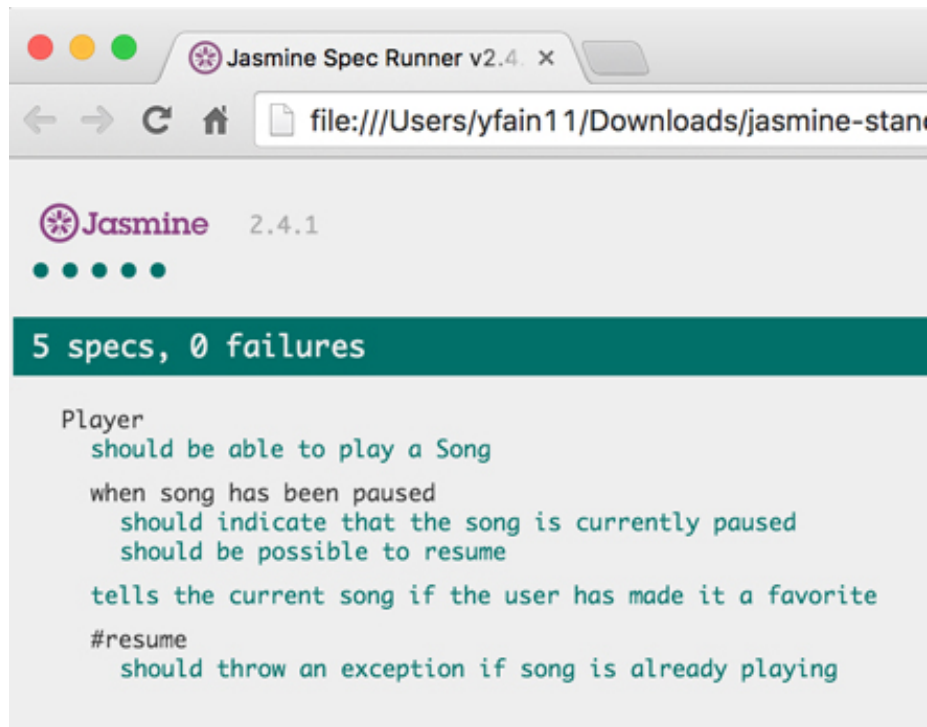 Jasmine Spec Runner v2.4.
file:///Users/yfain11/Downloads/jasmine-stan
Jasmine 2.4.1
5 specs, 0 failures
Player
should be able to play a Song
when song has been paused
should indicate that the song is currently paused
should be possible to resume
tells the current song if the user has made it a favorite
#resume
should throw an exception if song is already playing